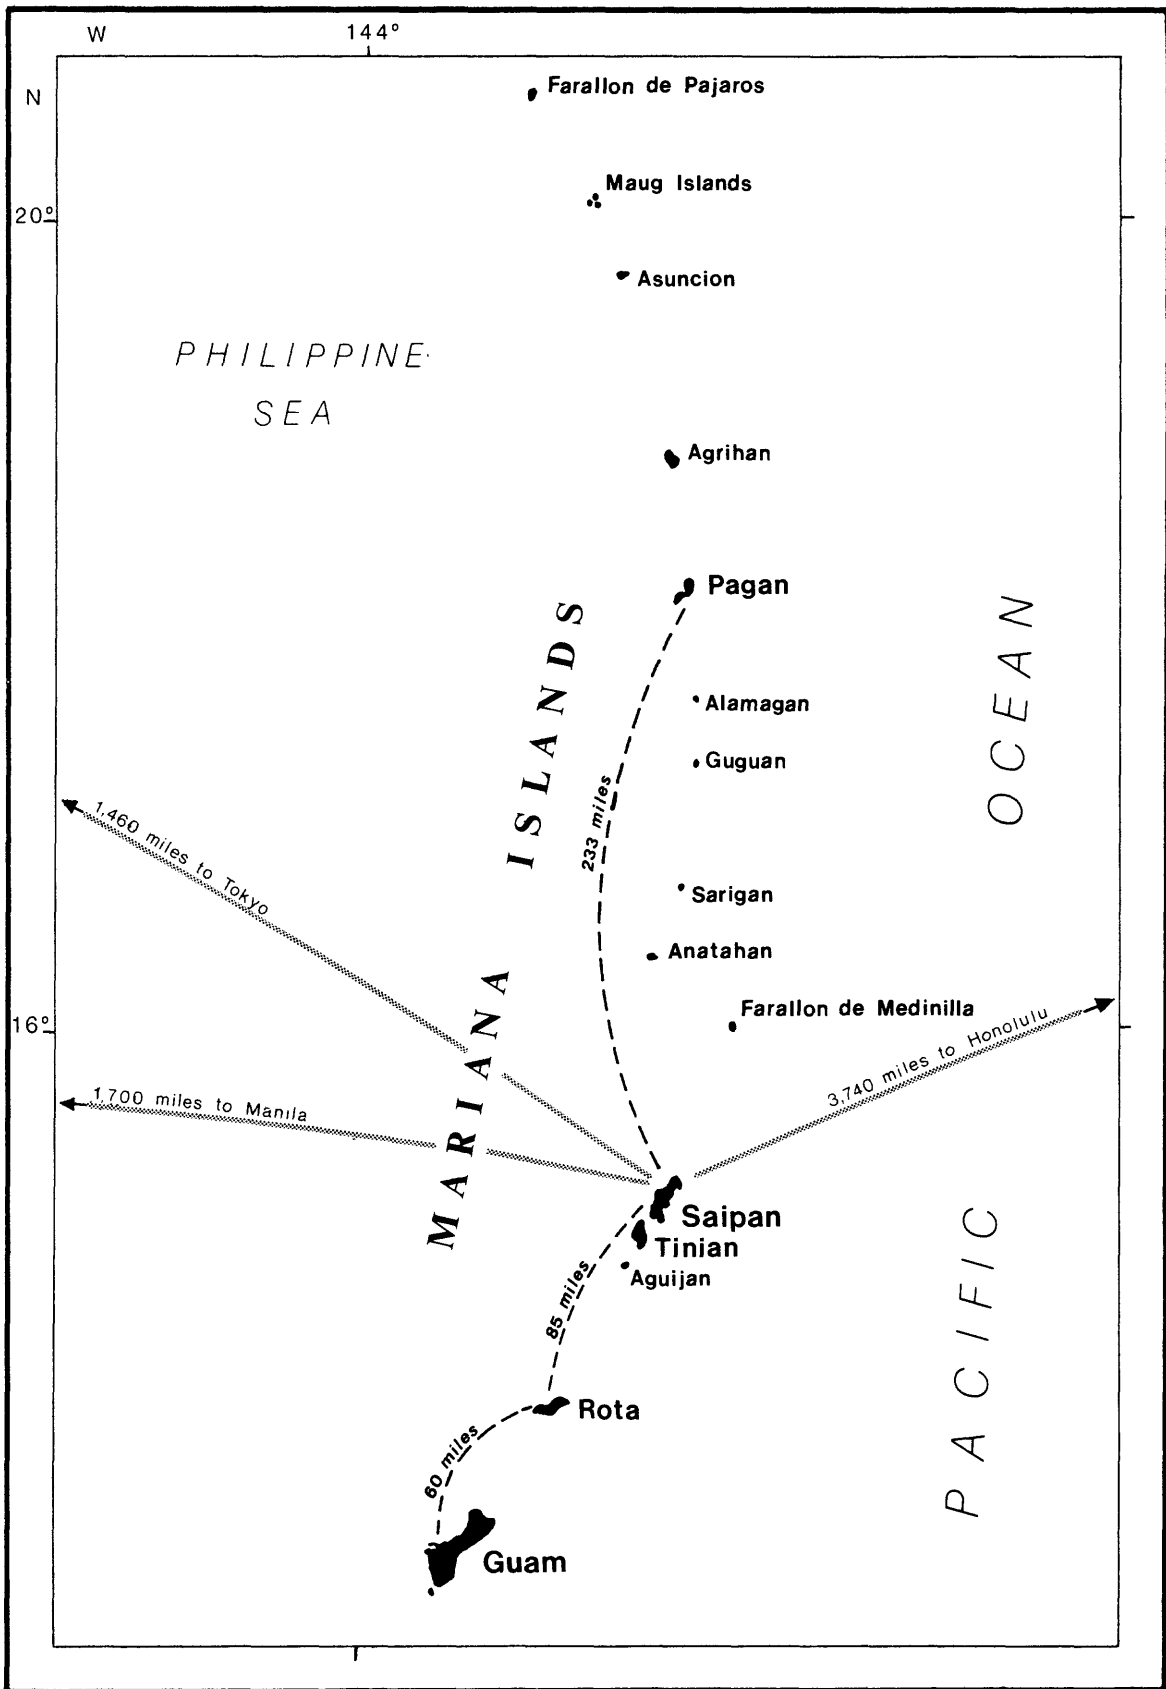 W
144°
N
Farallon de Pajaros
Maug Islands
20°
Asuncion
PHILIPPINE
SEA
Agrihan
Pagan
MARIANA ISLANDS
Alamagan
233 miles
Guguan
1,460 miles to Tokyo
Sarigan
Anatahan
Farallon de Medinilla
16°
3,740 miles to Honolulu
1,700 miles to Manila
Saipan
Tinian
Aguijan
85 miles
PACIFIC OCEAN
Rota
60 miles
Guam